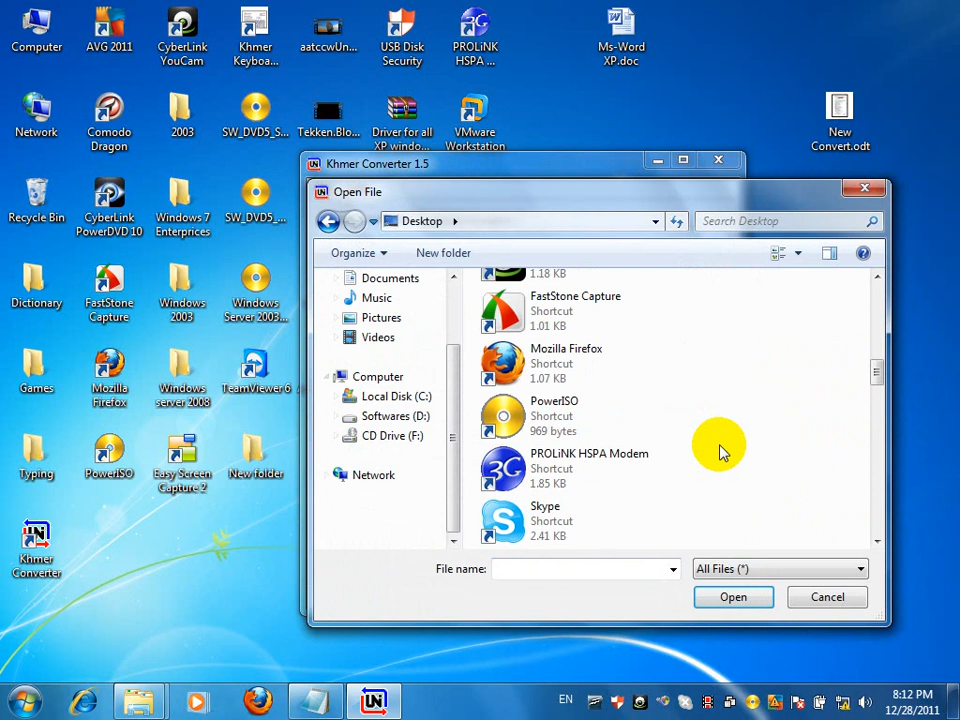 Computer
AVG 2011
CyberLink
YouCam
Khmer
Keyboa...
aatccwUn...
USB Disk
Security
PROLiNK
HSPA ...
Ms-Word
XP.doc
Network
Comodo
Dragon
2003
SW_DVD5_S...
Tekken.Blo...
Driver for all
XP windo...
VMware
Workstation
New
Convert.odt
Recycle Bin
CyberLink
PowerDVD 10
Windows 7
Enterprices
SW_DVD5_...
Dictionary
FastStone
Capture
Windows
2003
Windows
Server 2003...
Games
Mozilla
Firefox
Windows
server 2008
TeamViewer 6
Typing
PowerISO
Easy Screen
Capture 2
New folder
Khmer
Converter
Khmer Converter 1.5
Open File
Desktop
Search Desktop
Organize
New folder
Documents
Music
Pictures
Videos
Computer
Local Disk (C:)
Softwares (D:)
CD Drive (F:)
Network
1.18 KB
FastStone Capture
Shortcut
1.01 KB
Mozilla Firefox
Shortcut
1.07 KB
PowerISO
Shortcut
969 bytes
PROLiNK HSPA Modem
Shortcut
1.85 KB
Skype
Shortcut
2.41 KB
File name:
All Files (*)
Open
Cancel
EN
8:12 PM
12/28/2011